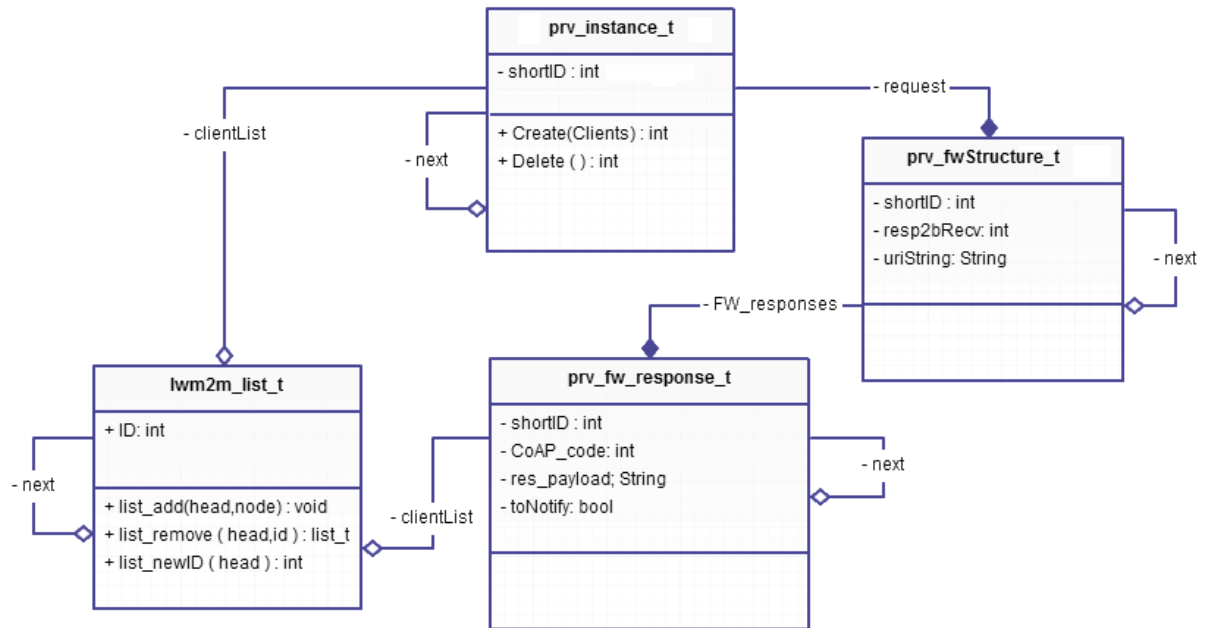 prv_instance_t
- shortID : int
+ Create(Clients) : int
+ Delete ( ) : int
- next
- clientList
- request
prv_fwStructure_t
- shortID : int
- resp2bRecv: int
- uriString: String
- next
- FW_responses
lwm2m_list_t
+ ID: int
+ list_add(head,node) : void
+ list_remove ( head,id ) : list_t
+ list_newID ( head ) : int
- next
- clientList
prv_fw_response_t
- shortID : int
- CoAP_code: int
- res_payload; String
- toNotify: bool
- next